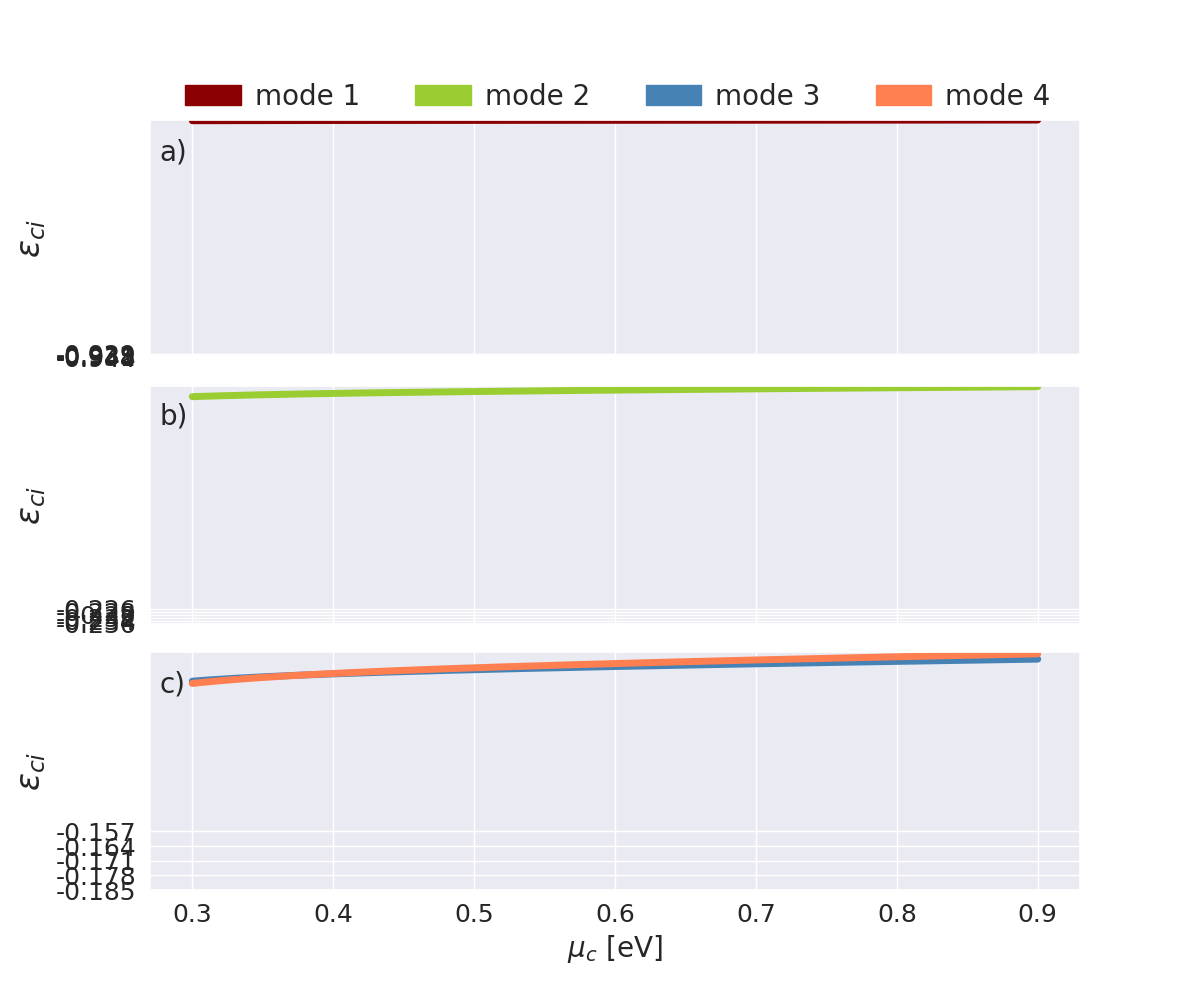 mode 1 mode 2 mode 3 mode 4
a)
ε_ci
b)
ε_ci
c)
ε_ci
-0.157
-0.164
-0.171
-0.178
-0.185
0.3 0.4 0.5 0.6 0.7 0.8 0.9
μ_c [eV]